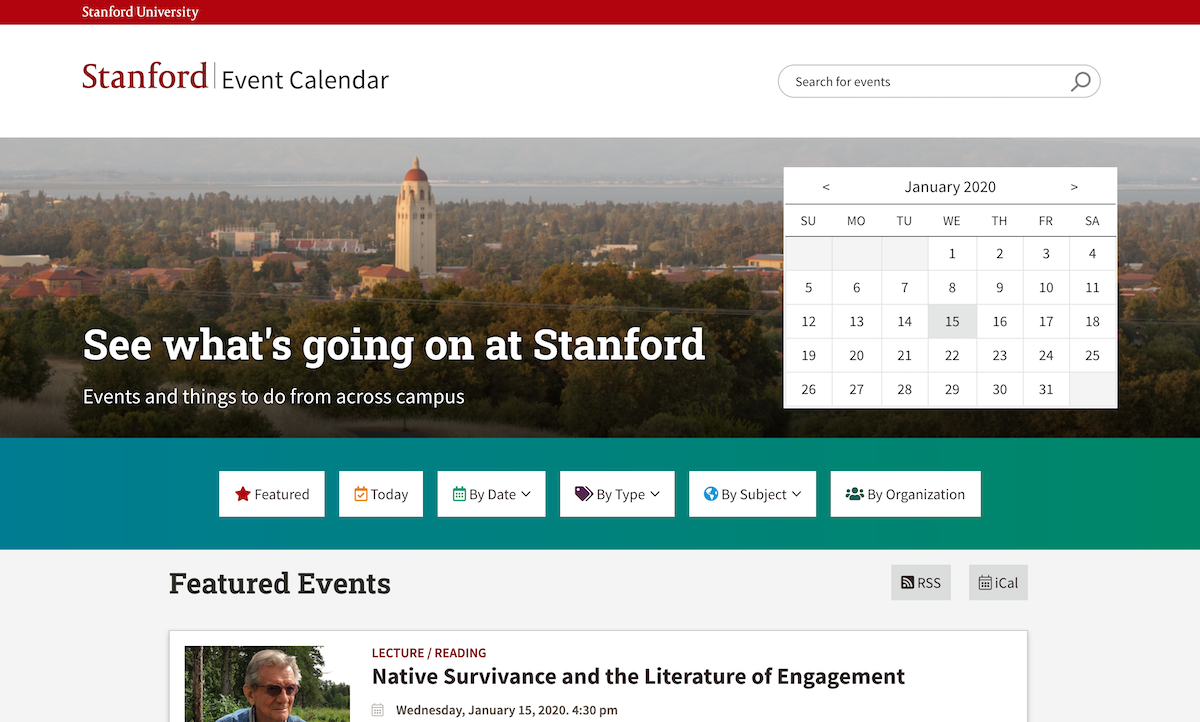 Stanford University
Stanford Event Calendar
Search for events
< January 2020 >
SU MO TU WE TH FR SA
1 2 3 4
5 6 7 8 9 10 11
12 13 14 15 16 17 18
19 20 21 22 23 24 25
26 27 28 29 30 31
See what's going on at Stanford
Events and things to do from across campus
Featured Today By Date By Type By Subject By Organization
Featured Events
RSS iCal
LECTURE / READING
Native Survivance and the Literature of Engagement
Wednesday, January 15, 2020. 4:30 pm